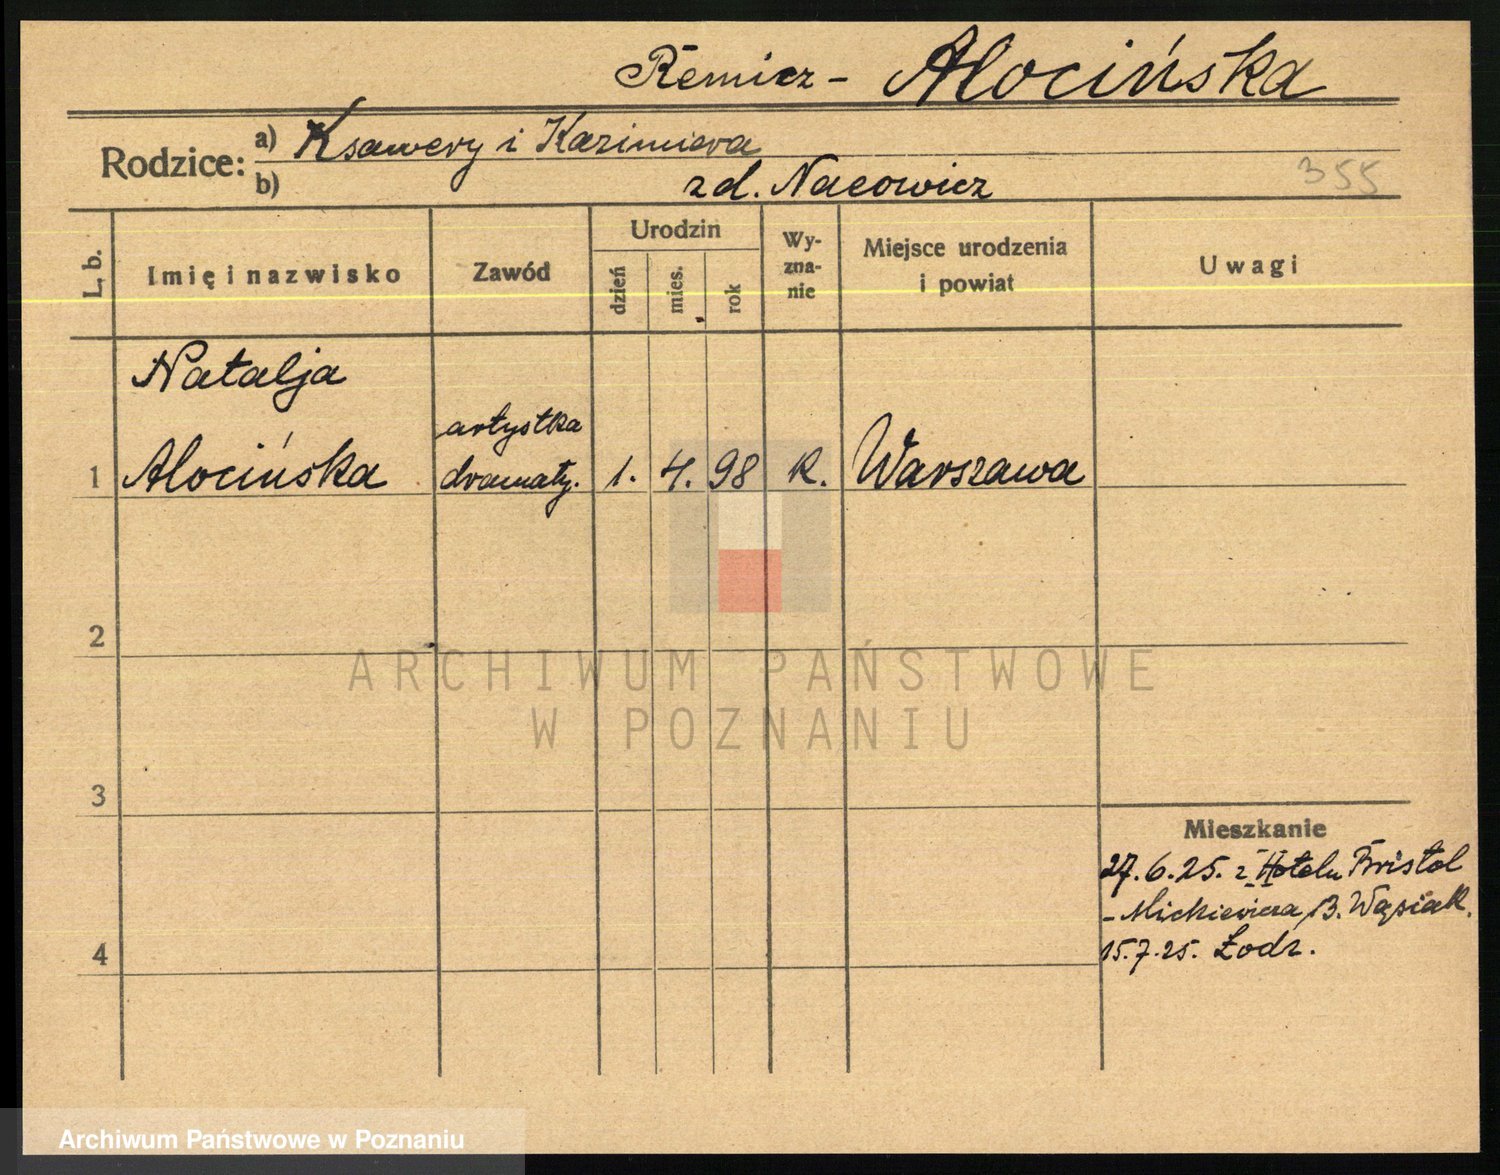 Remicz - Alocińska
Rodzice: a) Ksawery i Kazimiera
b) zd. Nacowicz
355
L. b.
Imię i nazwisko
Zawód
Urodzin
dzień
mies.
rok
Wy-
zna-
nie
Miejsce urodzenia
i powiat
Uwagi
Natalja
1 Alocińska
artystka
dramaty.
1. 4. 98 k. Warszawa
2
3
4
Mieszkanie
27.6.25. z Hotelu Bristol
- Mickiewicza 13. Wąsiak.
15.7.25. Łodz.
ARCHIWUM PAŃSTWOWE
W POZNANIU
Archiwum Państwowe w Poznaniu